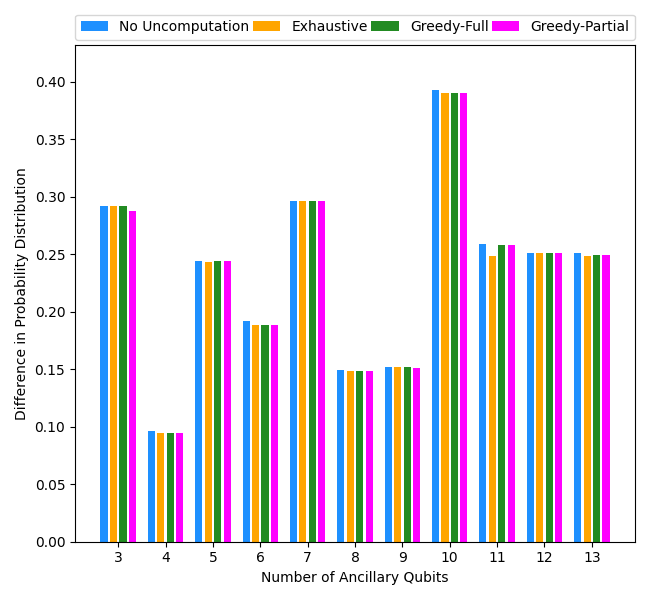 No Uncomputation Exhaustive Greedy-Full Greedy-Partial
0.40
0.35
0.30
0.25
0.20
0.15
0.10
0.05
0.00
Difference in Probability Distribution
3 4 5 6 7 8 9 10 11 12 13
Number of Ancillary Qubits